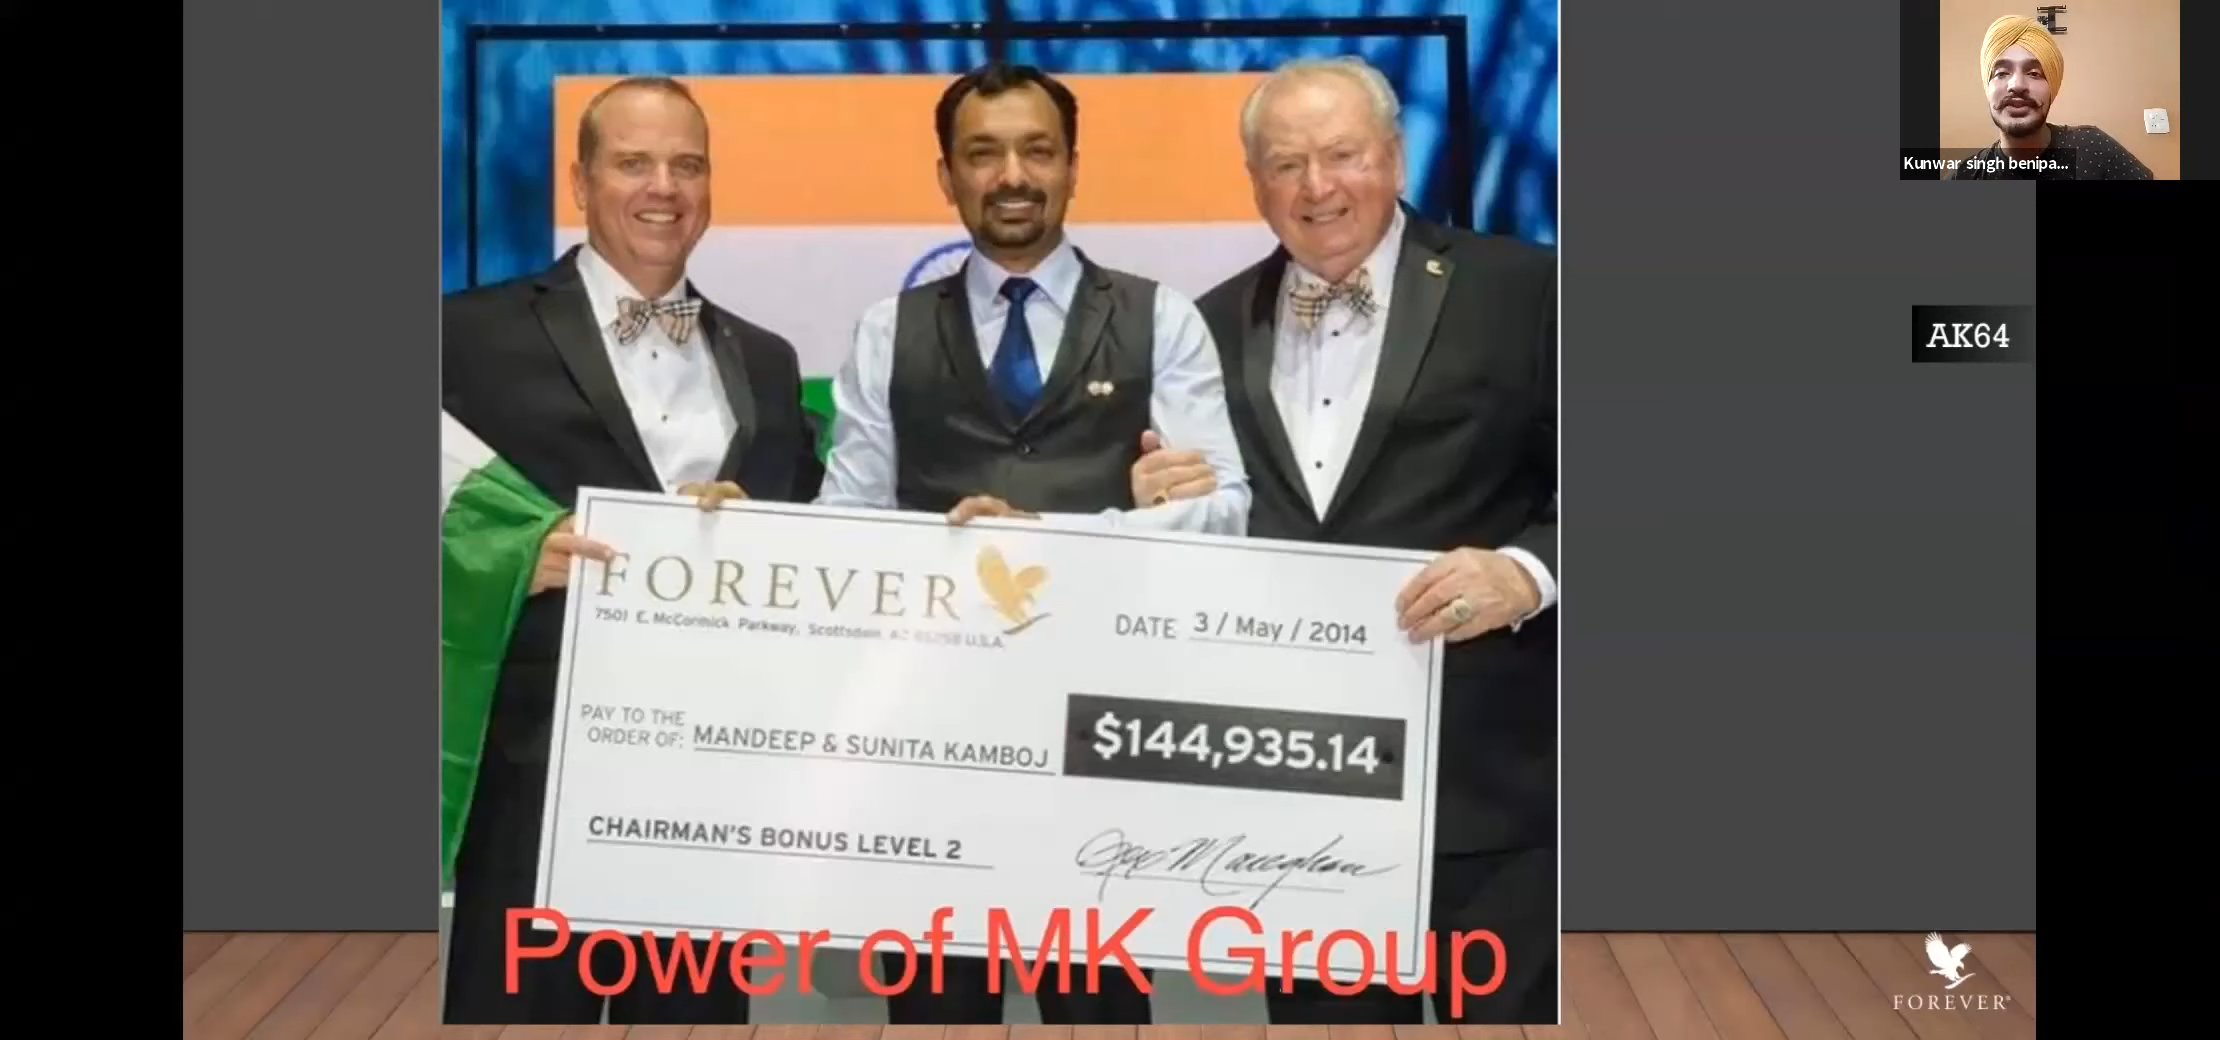 Kunwar singh benipa...
AK64
FOREVER
7501 E. McCormick Parkway, Scottsdale, AZ 85258 U.S.A.
DATE 3 / May / 2014
PAY TO THE
ORDER OF: MANDEEP & SUNITA KAMBOJ
$144,935.14
CHAIRMAN'S BONUS LEVEL 2
Power of MK Group
FOREVER